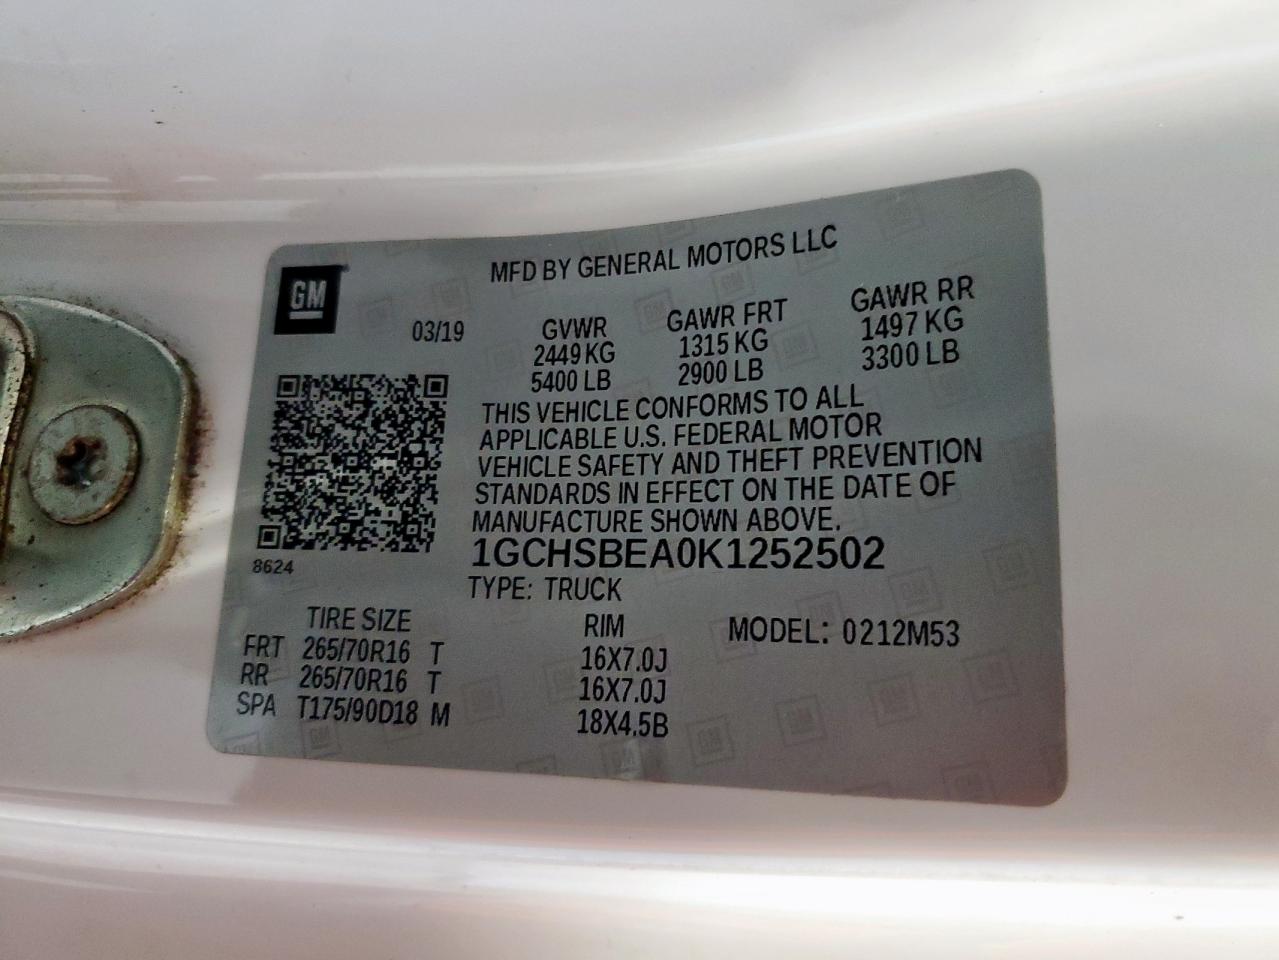 MFD BY GENERAL MOTORS LLC
GM
03/19
GVWR GAWR FRT GAWR RR
2449 KG 1315 KG 1497 KG
5400 LB 2900 LB 3300 LB
THIS VEHICLE CONFORMS TO ALL
APPLICABLE U.S. FEDERAL MOTOR
VEHICLE SAFETY AND THEFT PREVENTION
STANDARDS IN EFFECT ON THE DATE OF
MANUFACTURE SHOWN ABOVE.
1GCHSBEA0K1252502
8624
TYPE: TRUCK
TIRE SIZE RIM MODEL: 0212M53
FRT 265/70R16 T 16X7.0J
RR 265/70R16 T 16X7.0J
SPA T175/90D18 M 18X4.5B